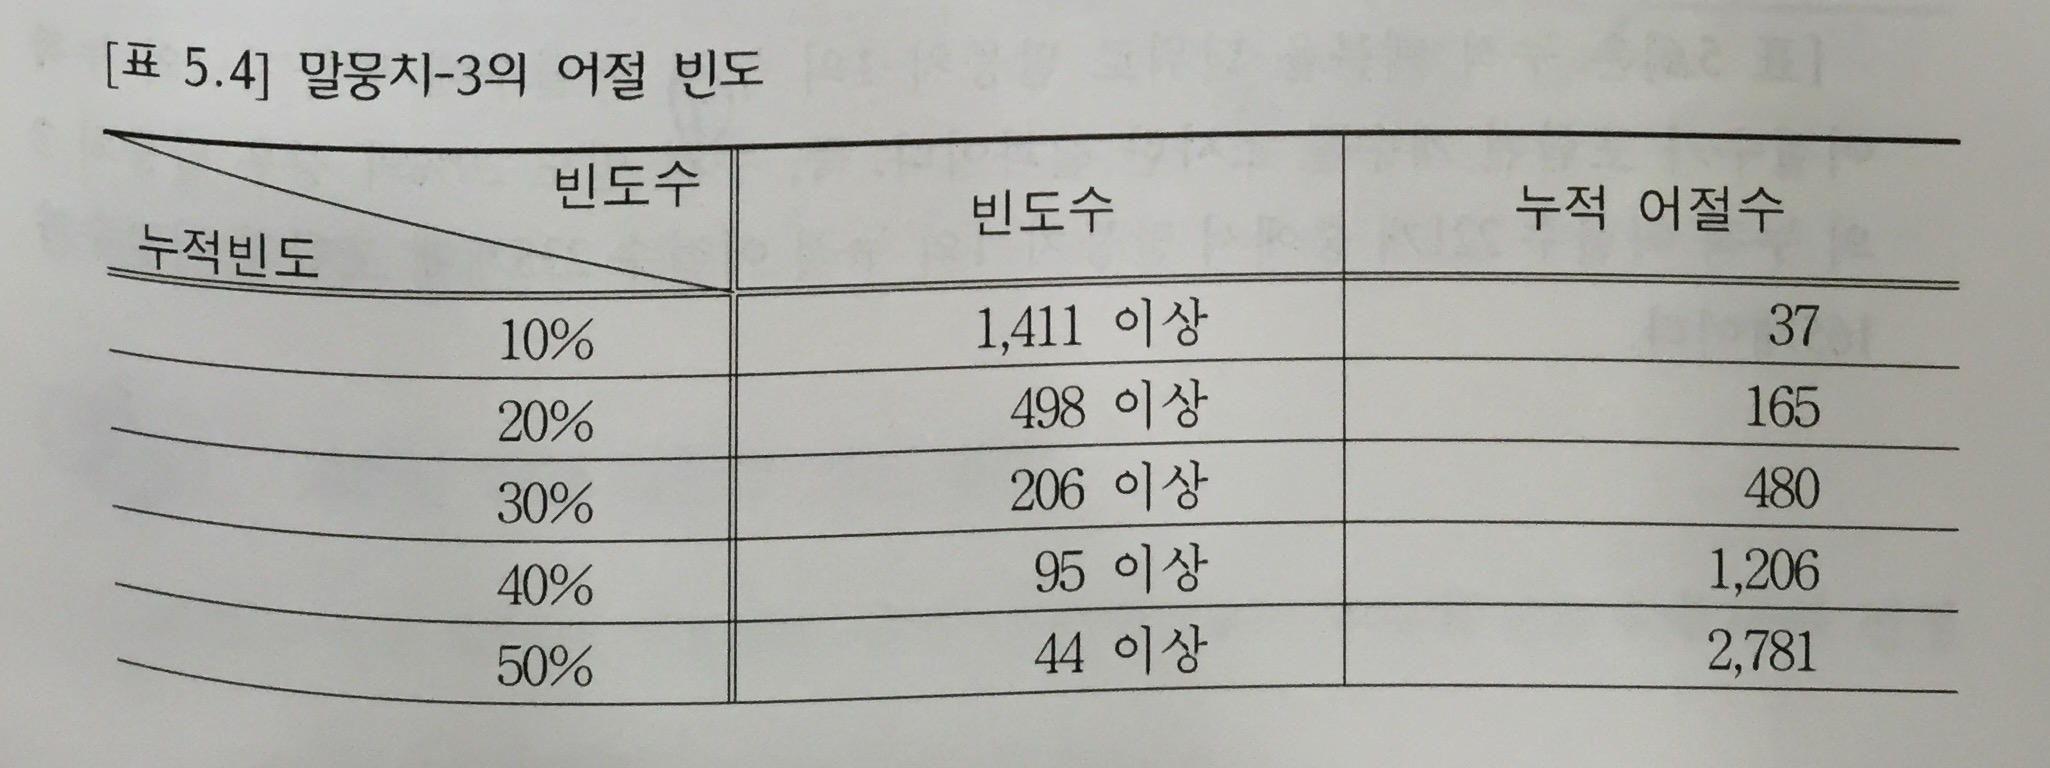 [표 5.4] 말뭉치-3의 어절 빈도
빈도수 빈도수 누적 어절수
누적빈도
10% 1,411 이상 37
20% 498 이상 165
30% 206 이상 480
40% 95 이상 1,206
50% 44 이상 2,781